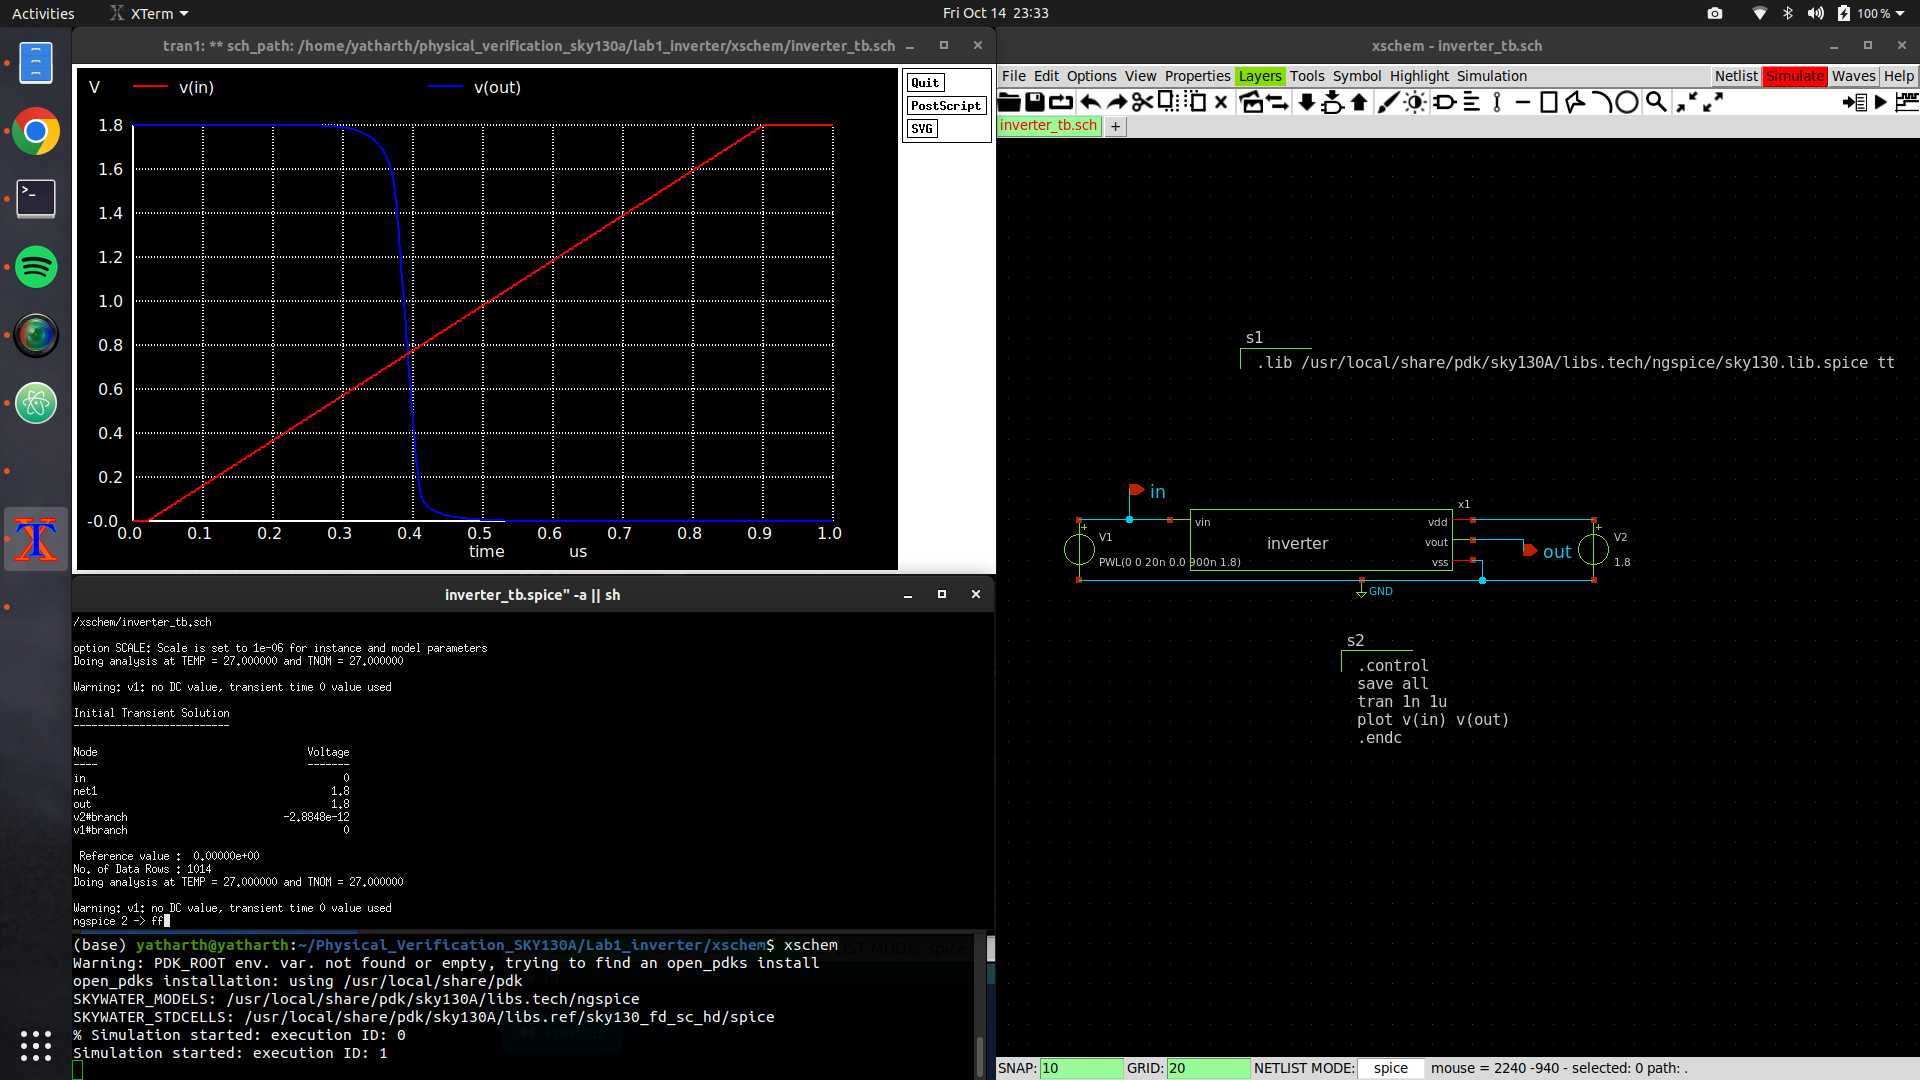 Activities
XTerm
Fri Oct 14 23:33
100 %
tran1: ** sch_path: /home/yatharth/physical_verification_sky130a/lab1_inverter/xschem/inverter_tb.sch
V
v(in)
v(out)
Quit
PostScript
SVG
1.8
1.6
1.4
1.2
1.0
0.8
0.6
0.4
0.2
-0.0
0.0 0.1 0.2 0.3 0.4 0.5 0.6 0.7 0.8 0.9 1.0
time us
inverter_tb.spice" -a || sh
/xschem/inverter_tb.sch
option SCALE: Scale is set to 1e-06 for instance and model parameters
Doing analysis at TEMP = 27.000000 and TNOM = 27.000000
Warning: v1: no DC value, transient time 0 value used
Initial Transient Solution
--------------------------
Node Voltage
---- -------
in 0
net1 1.8
out 1.8
v2#branch -2.8848e-12
v1#branch 0
Reference value : 0.00000e+00
No. of Data Rows : 1014
Doing analysis at TEMP = 27.000000 and TNOM = 27.000000
Warning: v1: no DC value, transient time 0 value used
ngspice 2 -> ff
(base) yatharth@yatharth:~/Physical_Verification_SKY130A/Lab1_inverter/xschem$ xschem
Warning: PDK_ROOT env. var. not found or empty, trying to find an open_pdks install
open_pdks installation: using /usr/local/share/pdk
SKYWATER_MODELS: /usr/local/share/pdk/sky130A/libs.tech/ngspice
SKYWATER_STDCELLS: /usr/local/share/pdk/sky130A/libs.ref/sky130_fd_sc_hd/spice
% Simulation started: execution ID: 0
Simulation started: execution ID: 1
xschem - inverter_tb.sch
File Edit Options View Properties Layers Tools Symbol Highlight Simulation Netlist Simulate Waves Help
inverter_tb.sch +
s1
.lib /usr/local/share/pdk/sky130A/libs.tech/ngspice/sky130.lib.spice tt
in
x1
vin
vdd
V1
inverter
vout
out
V2
PWL(0 0 20n 0.0 900n 1.8)
vss
1.8
GND
s2
.control
save all
tran 1n 1u
plot v(in) v(out)
.endc
SNAP: 10 GRID: 20 NETLIST MODE: spice mouse = 2240 -940 - selected: 0 path: .